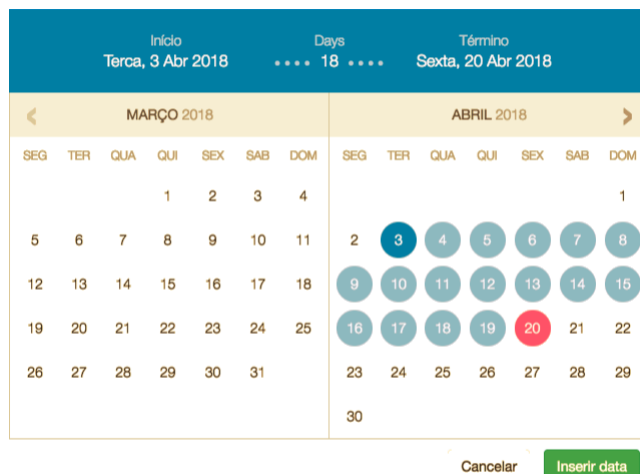 Início Days Término
Terca, 3 Abr 2018 18 Sexta, 20 Abr 2018
MARÇO 2018 ABRIL 2018
SEG TER QUA QUI SEX SAB DOM SEG TER QUA QUI SEX SAB DOM
1 2 3 4 1
5 6 7 8 9 10 11 2 3 4 5 6 7 8
12 13 14 15 16 17 18 9 10 11 12 13 14 15
19 20 21 22 23 24 25 16 17 18 19 20 21 22
26 27 28 29 30 31 23 24 25 26 27 28 29
30
Cancelar Inserir data